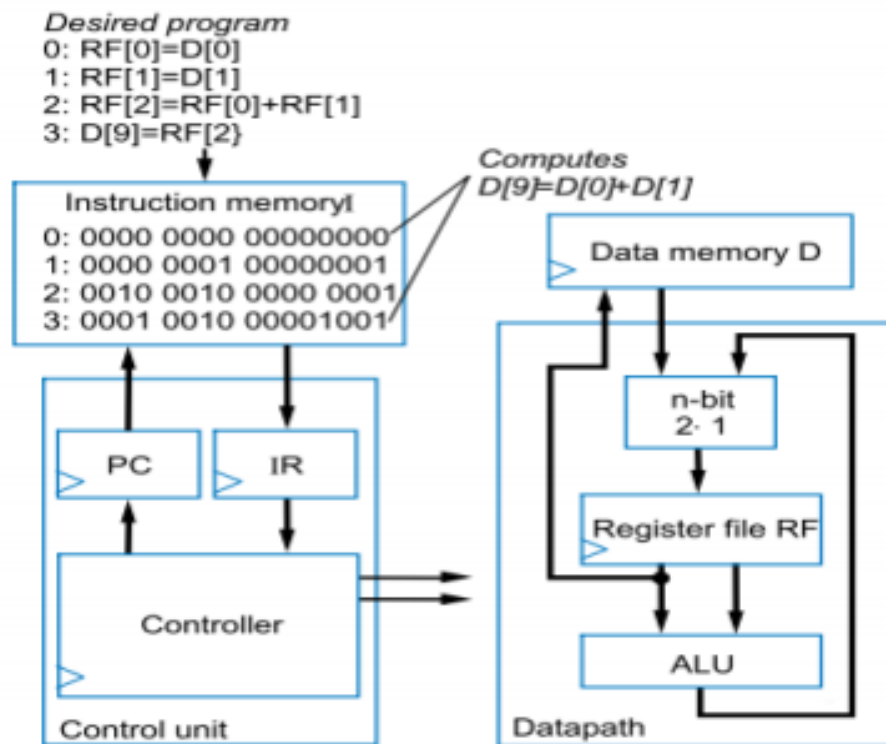 Desired program
0: RF[0]=D[0]
1: RF[1]=D[1]
2: RF[2]=RF[0]+RF[1]
3: D[9]=RF[2}
Computes
D[9]=D[0]+D[1]
Instruction memory I
0: 0000 0000 00000000
1: 0000 0001 00000001
2: 0010 0010 0000 0001
3: 0001 0010 00001001
Data memory D
n-bit
2· 1
PC
IR
Register file RF
Controller
ALU
Control unit
Datapath